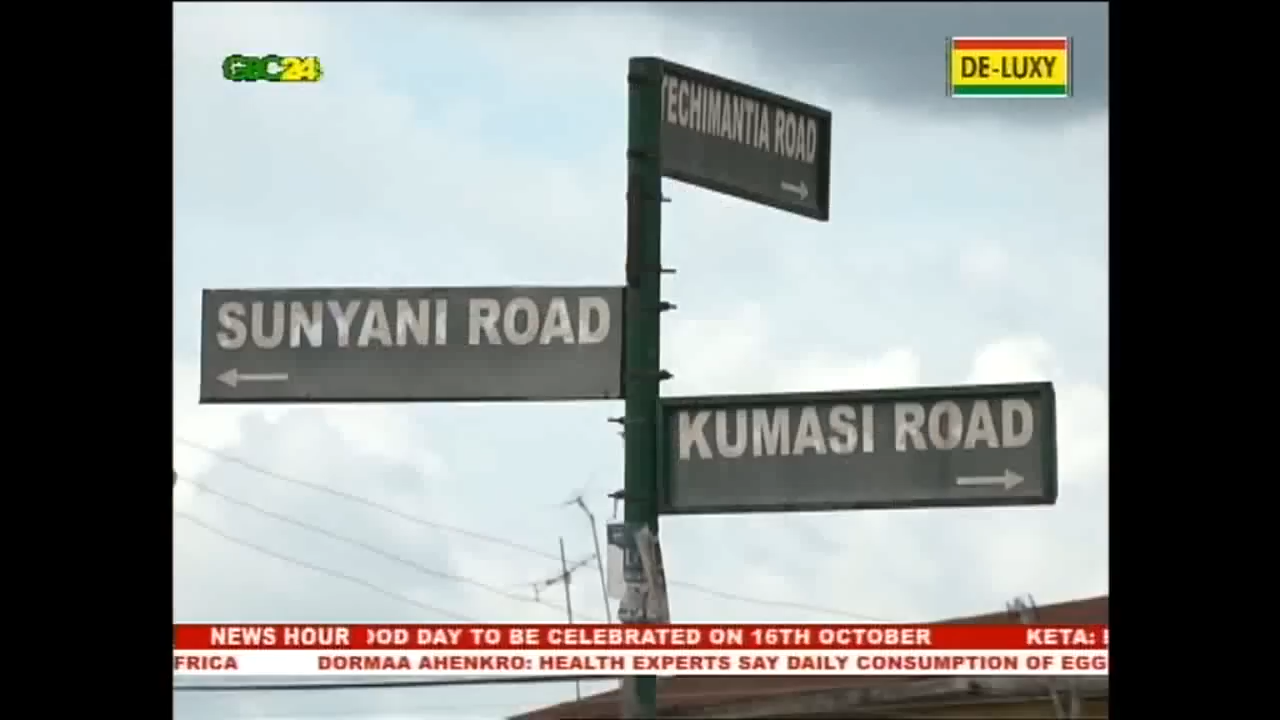 GBC24
DE-LUXY
TECHIMANTIA ROAD
SUNYANI ROAD
KUMASI ROAD
NEWS HOUR
DAY TO BE CELEBRATED ON 16TH OCTOBER
KETA:
DORMAA AHENKRO: HEALTH EXPERTS SAY DAILY CONSUMPTION OF EGG